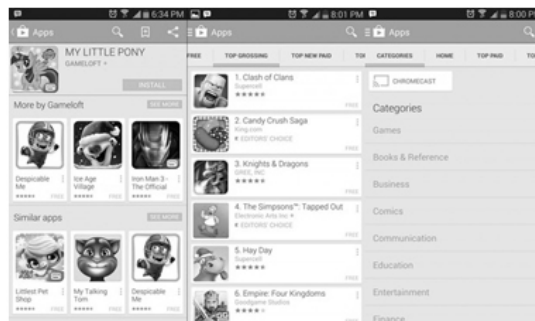 6:34 PM
Apps
MY LITTLE PONY
GAMELOFT
INSTALL
More by Gameloft
SEE MORE
Despicable Me
FREE
Ice Age Village
FREE
Iron Man 3 - The Official
FREE
Similar apps
SEE MORE
Littlest Pet Shop
FREE
My Talking Tom
FREE
Despicable Me
FREE
8:01 PM
Apps
FREE
TOP GROSSING
TOP NEW PAID
TO
1. Clash of Clans
Supercell
FREE
2. Candy Crush Saga
King.com
EDITORS' CHOICE
FREE
3. Knights & Dragons
GREE, INC.
FREE
4. The Simpsons™: Tapped Out
Electronic Arts Inc
EDITORS' CHOICE
FREE
5. Hay Day
Supercell
FREE
6. Empire: Four Kingdoms
Goodgame Studios
FREE
8:00 PM
Apps
CATEGORIES
HOME
TOP PAID
TO
CHROMECAST
Categories
Games
Books & Reference
Business
Comics
Communication
Education
Entertainment
Finance